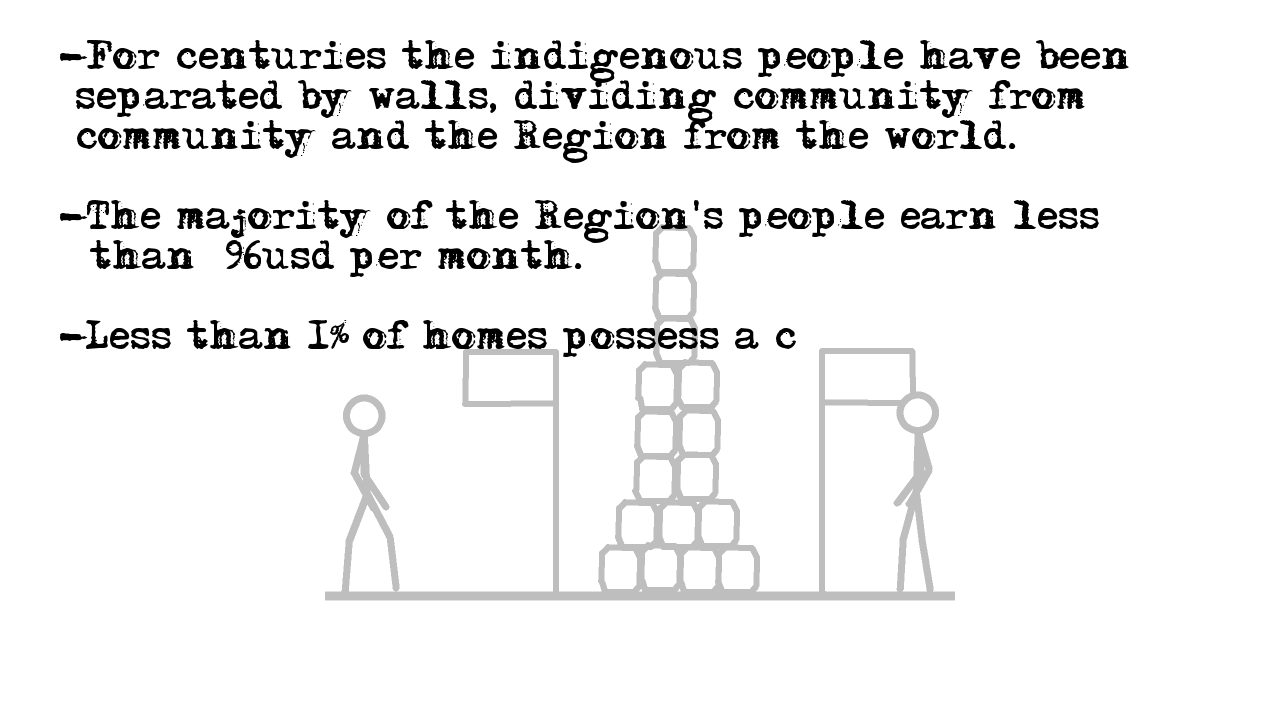 -For centuries the indigenous people have been
separated by walls, dividing community from
community and the Region from the world.
-The majority of the Region's people earn less
than 96usd per month.
-Less than 1% of homes possess a c